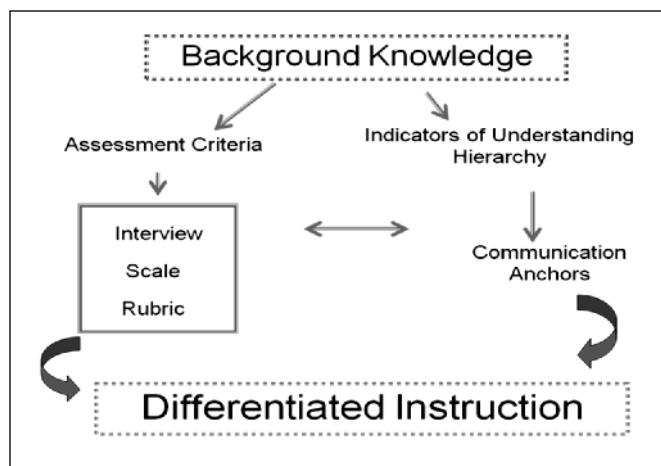 Background Knowledge
Assessment Criteria
Indicators of Understanding
Hierarchy
Interview
Scale
Rubric
Communication
Anchors
Differentiated Instruction